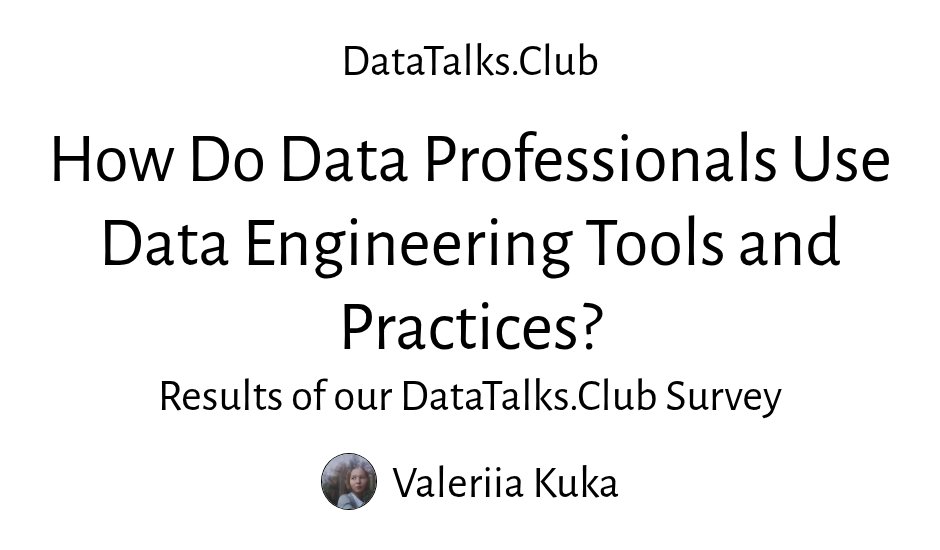 DataTalks.Club
How Do Data Professionals Use
Data Engineering Tools and
Practices?
Results of our DataTalks.Club Survey
Valeriia Kuka